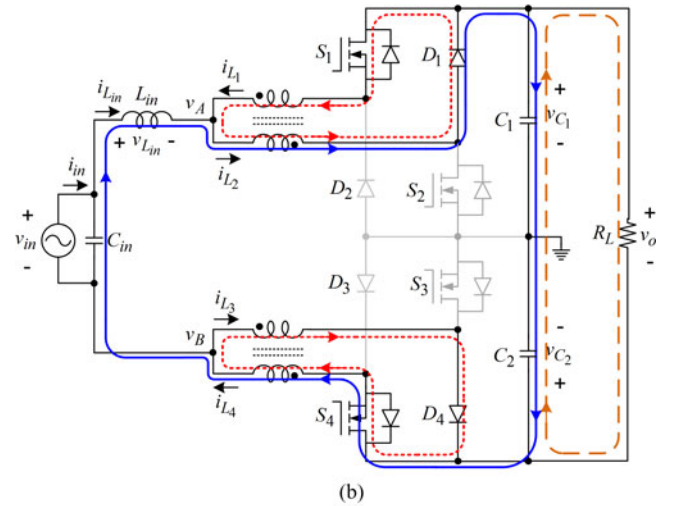 S1
D1
iL1
iLin
Lin
vA
+ vLin -
iL2
C1
+
vC1
-
iin
D2
S2
+
vin
-
Cin
RL
+
vo
-
D3
S3
iL3
vB
C2
-
vC2
+
iL4
S4
D4
(b)